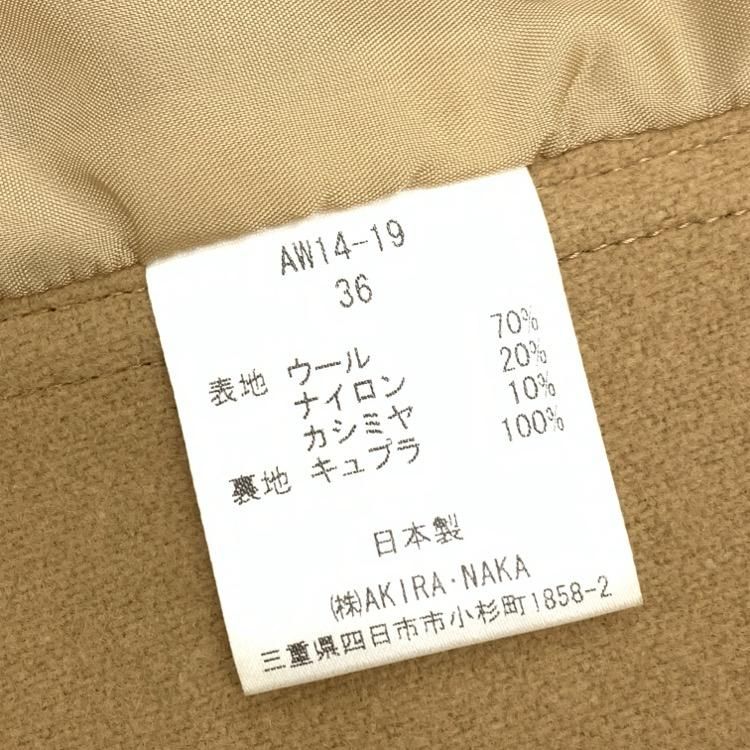 AW14-19
36
表地 ウール 70%
ナイロン 20%
カシミヤ 10%
裏地 キュプラ 100%
日本製
(株)AKIRA・NAKA
三重県四日市市小杉町1858-2